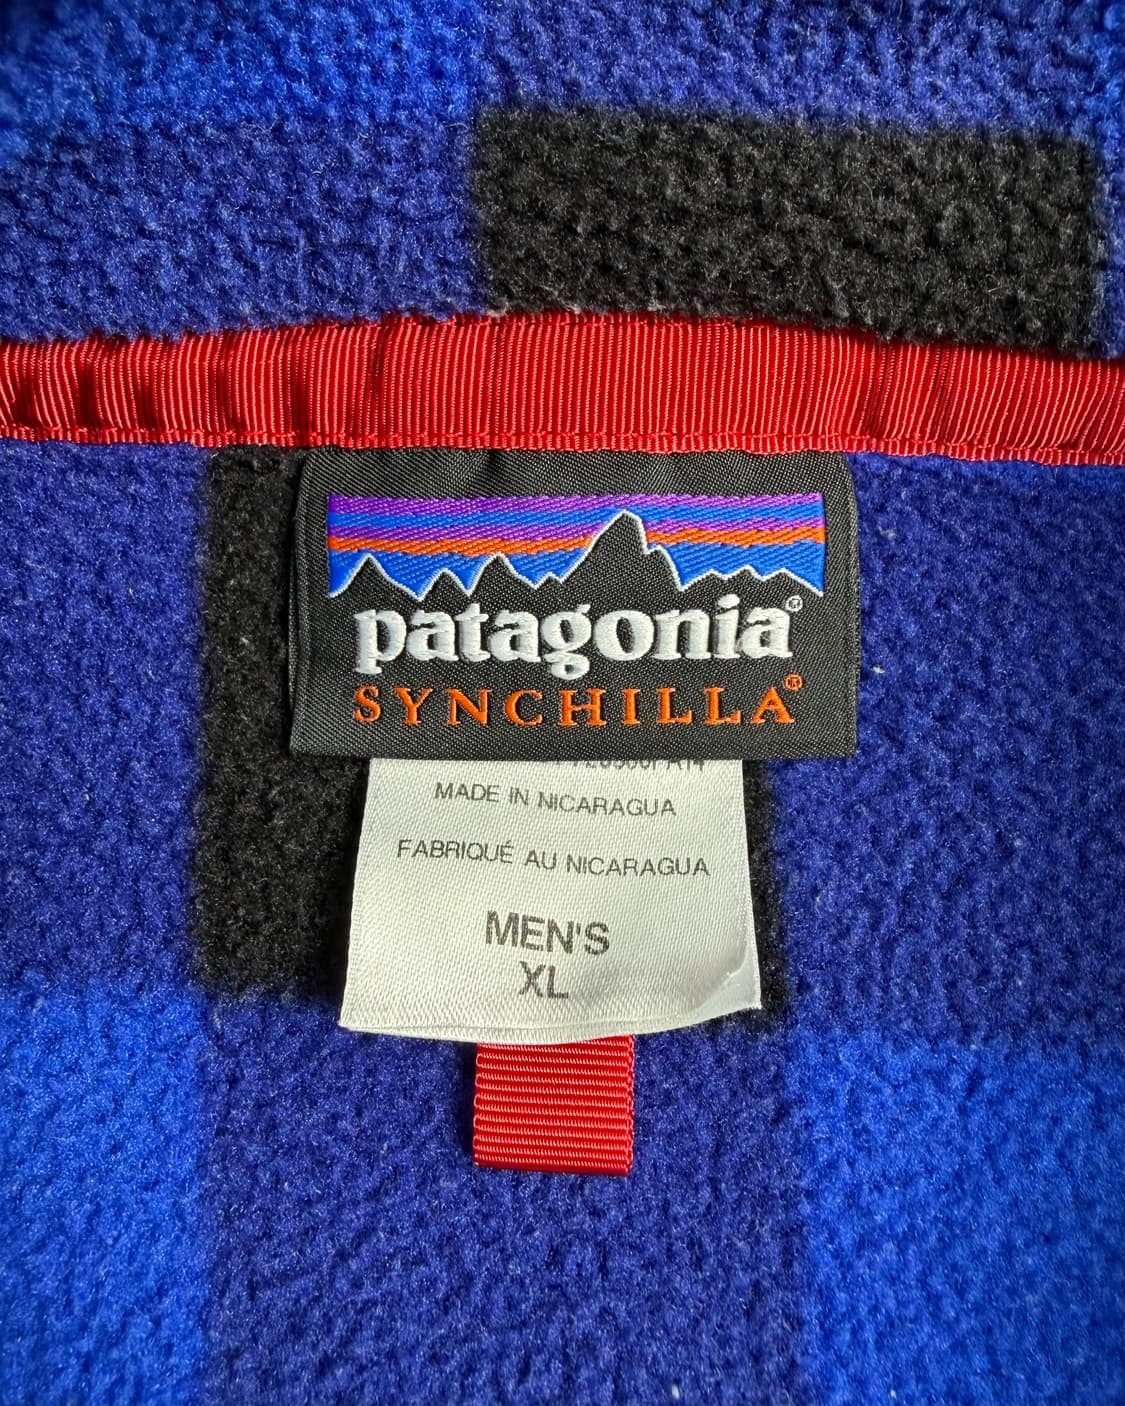 patagonia®
SYNCHILLA®
MADE IN NICARAGUA
FABRIQUÉ AU NICARAGUA
MEN'S
XL